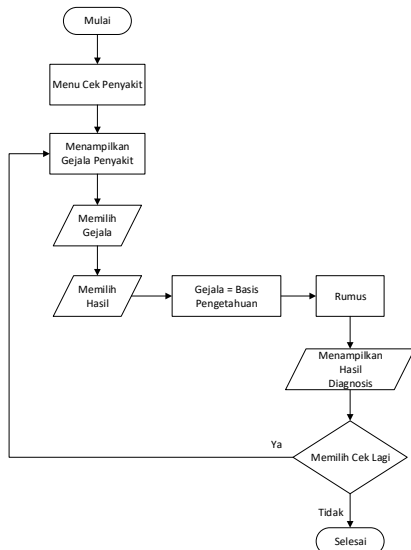 Mulai
Menu Cek Penyakit
Menampilkan
Gejala Penyakit
Memilih
Gejala
Memilih
Hasil
Gejala = Basis
Pengetahuan
Rumus
Menampilkan
Hasil
Diagnosis
Memilih Cek Lagi
Ya
Tidak
Selesai